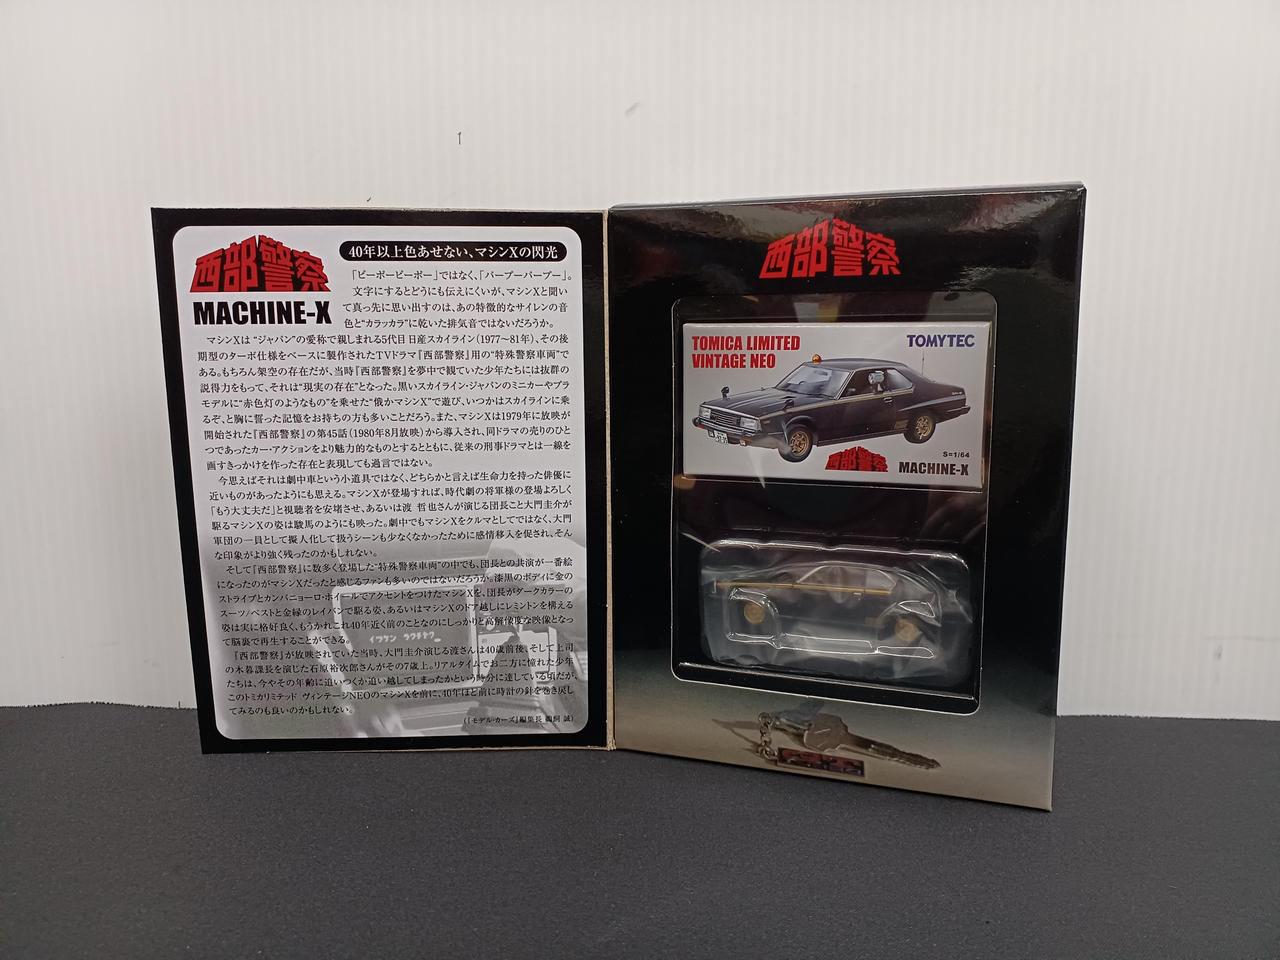 西部警察
MACHINE-X
40年以上色あせない、マシンXの閃光
「ピーポーピーポー」ではなく、「パープーパープー」。
文字にするとどうにも伝えにくいが、マシンXと聞い
て真っ先に思い出すのは、あの特徴的なサイレンの音
色と“カラッカラ”に乾いた排気音ではないだろうか。
マシンXは“ジャパン”の愛称で親しまれる5代目日産スカイライン(1977〜81年)、その後
期型のターボ仕様をベースに製作されたTVドラマ『西部警察』用の“特殊警察車両”で
ある。もちろん架空の存在だが、当時『西部警察』を夢中で観ていた少年たちには抜群の
説得力をもって、それは“現実の存在”となった。黒いスカイライン・ジャパンのミニカーやプラ
モデルに“赤色灯のようなもの”を乗せた“俄かマシンX”で遊び、いつかはスカイラインに乗
るぞ、と胸に誓った記憶をお持ちの方も多いことだろう。また、マシンXは1979年に放映が
開始された『西部警察』の第45話(1980年8月放映)から導入され、同ドラマの売りのひと
つであったカー・アクションをより魅力的なものとするとともに、従来の刑事ドラマとは一線を
画すきっかけを作った存在と表現しても過言ではない。
今思えばそれは劇中車という小道具ではなく、どちらかと言えば生命力を持った俳優に
近いものがあったようにも思える。マシンXが登場すれば、時代劇の将軍様の登場よろしく
「もう大丈夫だ」と視聴者を安堵させ、あるいは渡 哲也さんが演じる団長こと大門圭介が
駆るマシンXの姿は駿馬のようにも映った。劇中でもマシンXをクルマとしてではなく、大門
軍団の一員として擬人化して扱うシーンも少なくなかったために感情移入を促され、そん
な印象がより強く残ったのかもしれない。
そして『西部警察』に数多く登場した“特殊警察車両”の中でも、団長との共演が一番絵
になったのがマシンXだったと感じるファンも多いのではないだろうか。漆黒のボディに金の
ストライプとカンパニョーロ・ホイールでアクセントをつけたマシンXを、団長がダークカラーの
スーツ/ベストと金縁のレイバンで駆る姿、あるいはマシンXのドア越しにレミントンを構える
姿は実に格好良く、もうかれこれ40年近く前のことなのにしっかりと高解像度な映像となっ
て脳裏で再生することができる。
『西部警察』が放映されていた当時、大門圭介演じる渡さんは40歳前後、そして上司
の木暮課長を演じた石原裕次郎さんがその7歳上。リアルタイムでお二方に憧れた少年
たちは、今やその年齢に追いつくか追い越してしまったかという時分に達している頃だが、
このトミカリミテッド ヴィンテージNEOのマシンXを前に、40年ほど前に時計の針を巻き戻し
てみるのも良いのかもしれない。
(『モデル・カーズ』編集長 鵜飼 誠)
西部警察
TOMICA LIMITED
VINTAGE NEO
TOMYTEC
S=1/64
西部警察
MACHINE-X